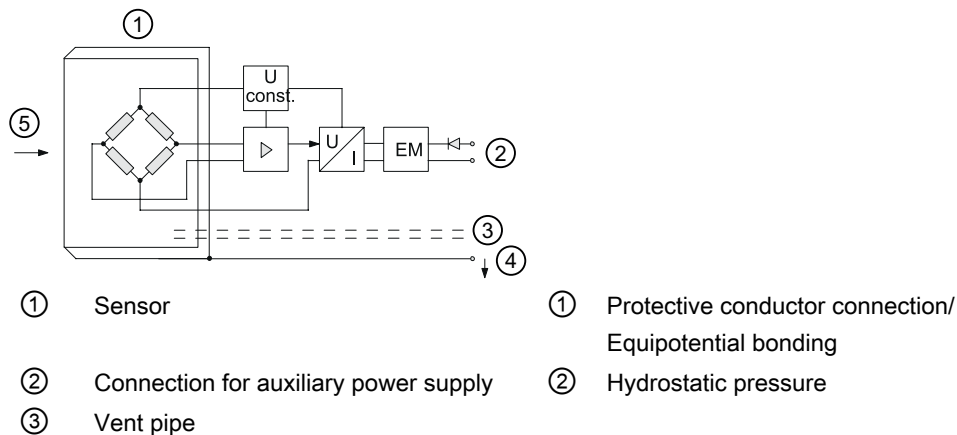 ①
U
const.
⑤
U
I
EM
②
③
④
① Sensor
① Protective conductor connection/
Equipotential bonding
② Connection for auxiliary power supply
② Hydrostatic pressure
③ Vent pipe